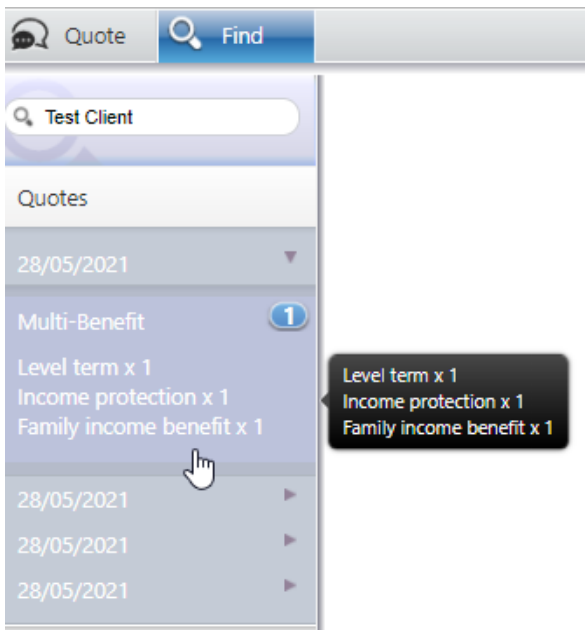 Quote
Find
Test Client
Quotes
28/05/2021
Multi-Benefit
1
Level term x 1
Income protection x 1
Family income benefit x 1
Level term x 1
Income protection x 1
Family income benefit x 1
28/05/2021
28/05/2021
28/05/2021